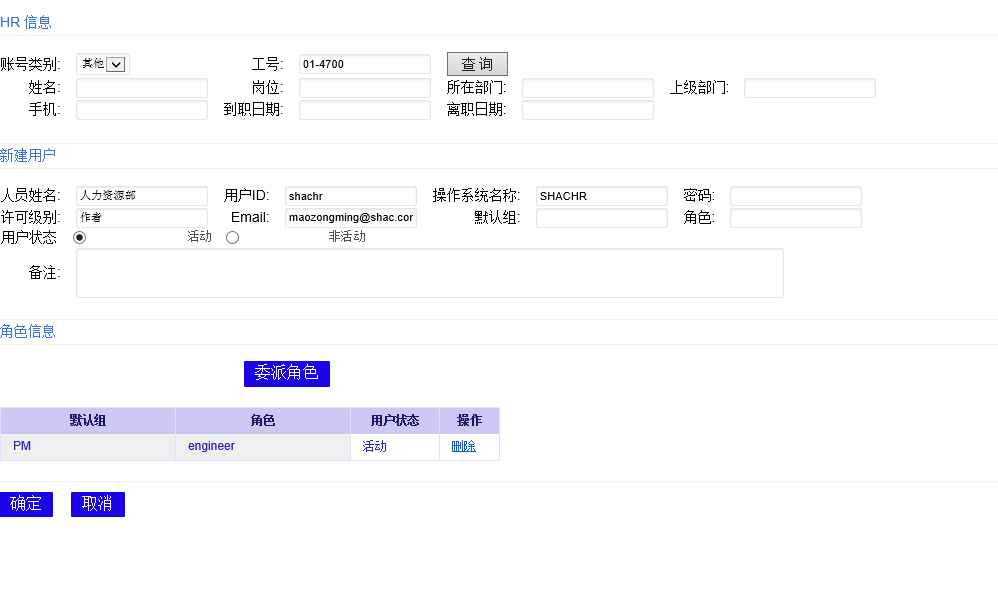 HR 信息
账号类别: 其他 工号: 01-4700 查 询
姓名: 岗位: 所在部门: 上级部门:
手机: 到职日期: 离职日期:
新建用户
人员姓名: 人力资源部 用户ID: shachr 操作系统名称: SHACHR 密码:
许可级别: 作者 Email: maozongming@shac.cor 默认组: 角色:
用户状态 活动 非活动
备注:
角色信息
委派角色
默认组 角色 用户状态 操作
PM engineer 活动 删除
确定 取消